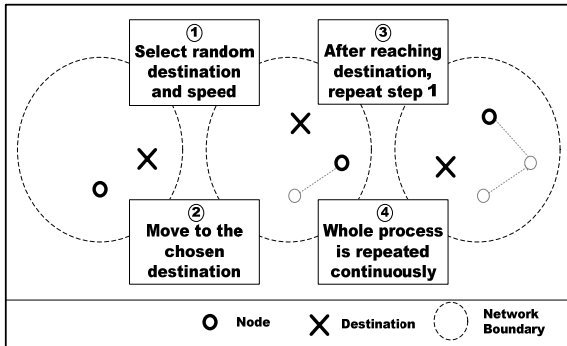 1
Select random
destination
and speed
2
Move to the
chosen
destination
3
After reaching
destination,
repeat step 1
4
Whole process
is repeated
continuously
Node
Destination
Network
Boundary